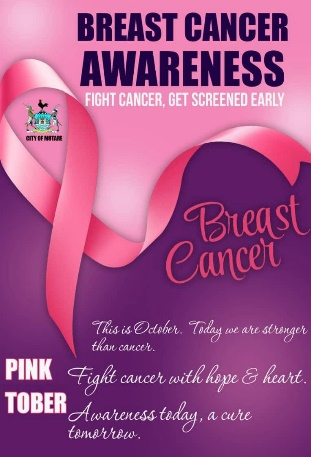 BREAST CANCER
AWARENESS
FIGHT CANCER, GET SCREENED EARLY
CITY OF MUTARE
Breast
Cancer
This is October. Today we are stronger
than cancer.
PINK
TOBER
Fight cancer with hope & heart.
Awareness today, a cure
tomorrow.